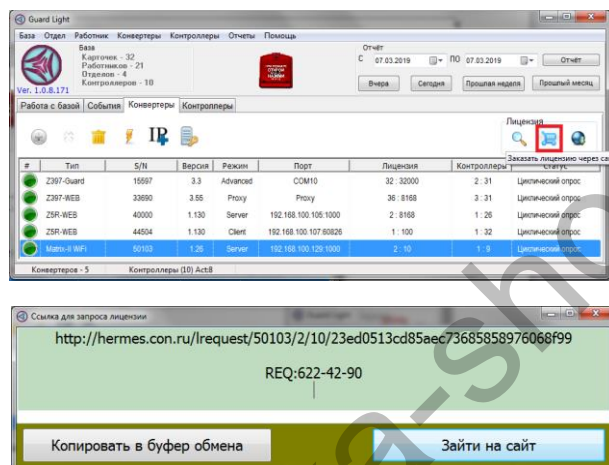 Guard Light
База Отдел Работник Конвертеры Контроллеры Отчеты Помощь
База
Карточек - 32
Работников - 21
Отделов - 4
Контроллеров - 10
Ver. 1.0.8.171
Отчёт
С 07.03.2019 ПО 07.03.2019 Отчёт
Вчера Сегодня Прошлая неделя Прошлый месяц
Работа с базой События Конвертеры Контроллеры
IP
Лицензия
Заказать лицензию через са
# Тип S/N Версия Режим Порт Лицензия Контроллеры Статус
Z397-Guard 15597 3.3 Advanced COM10 32 : 32000 2 : 31 Циклический опрос
Z397-WEB 33690 3.55 Proxy Proxy 36 : 8168 3 : 31 Циклический опрос
Z5R-WEB 40000 1.130 Server 192.168.100.105:1000 2 : 8168 1 : 26 Циклический опрос
Z5R-WEB 44504 1.130 Client 192.168.100.107:60826 1 : 100 1 : 32 Циклический опрос
Matrix-II WiFi 50103 1.26 Server 192.168.100.129:1000 2 : 10 1 : 9 Циклический опрос
Конвертеров - 5 Контроллеры (10) Act:8
Ссылка для запроса лицензии
http://hermes.con.ru/lrequest/50103/2/10/23ed0513cd85aec73685858976068f99
REQ:622-42-90
Копировать в буфер обмена Зайти на сайт